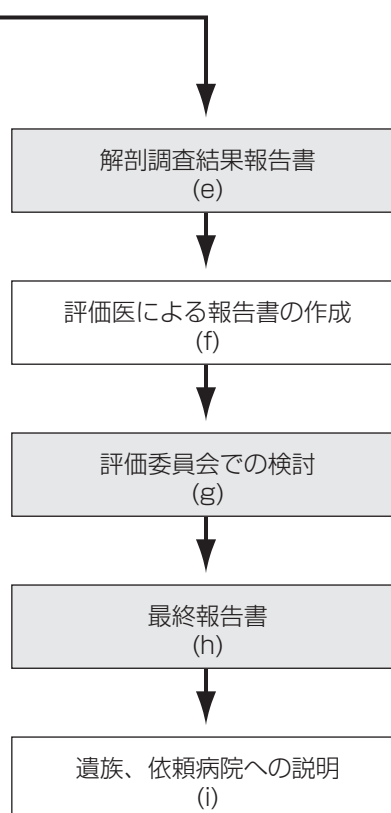 解剖調査結果報告書
(e)
評価医による報告書の作成
(f)
評価委員会での検討
(g)
最終報告書
(h)
遺族、依頼病院への説明
(i)